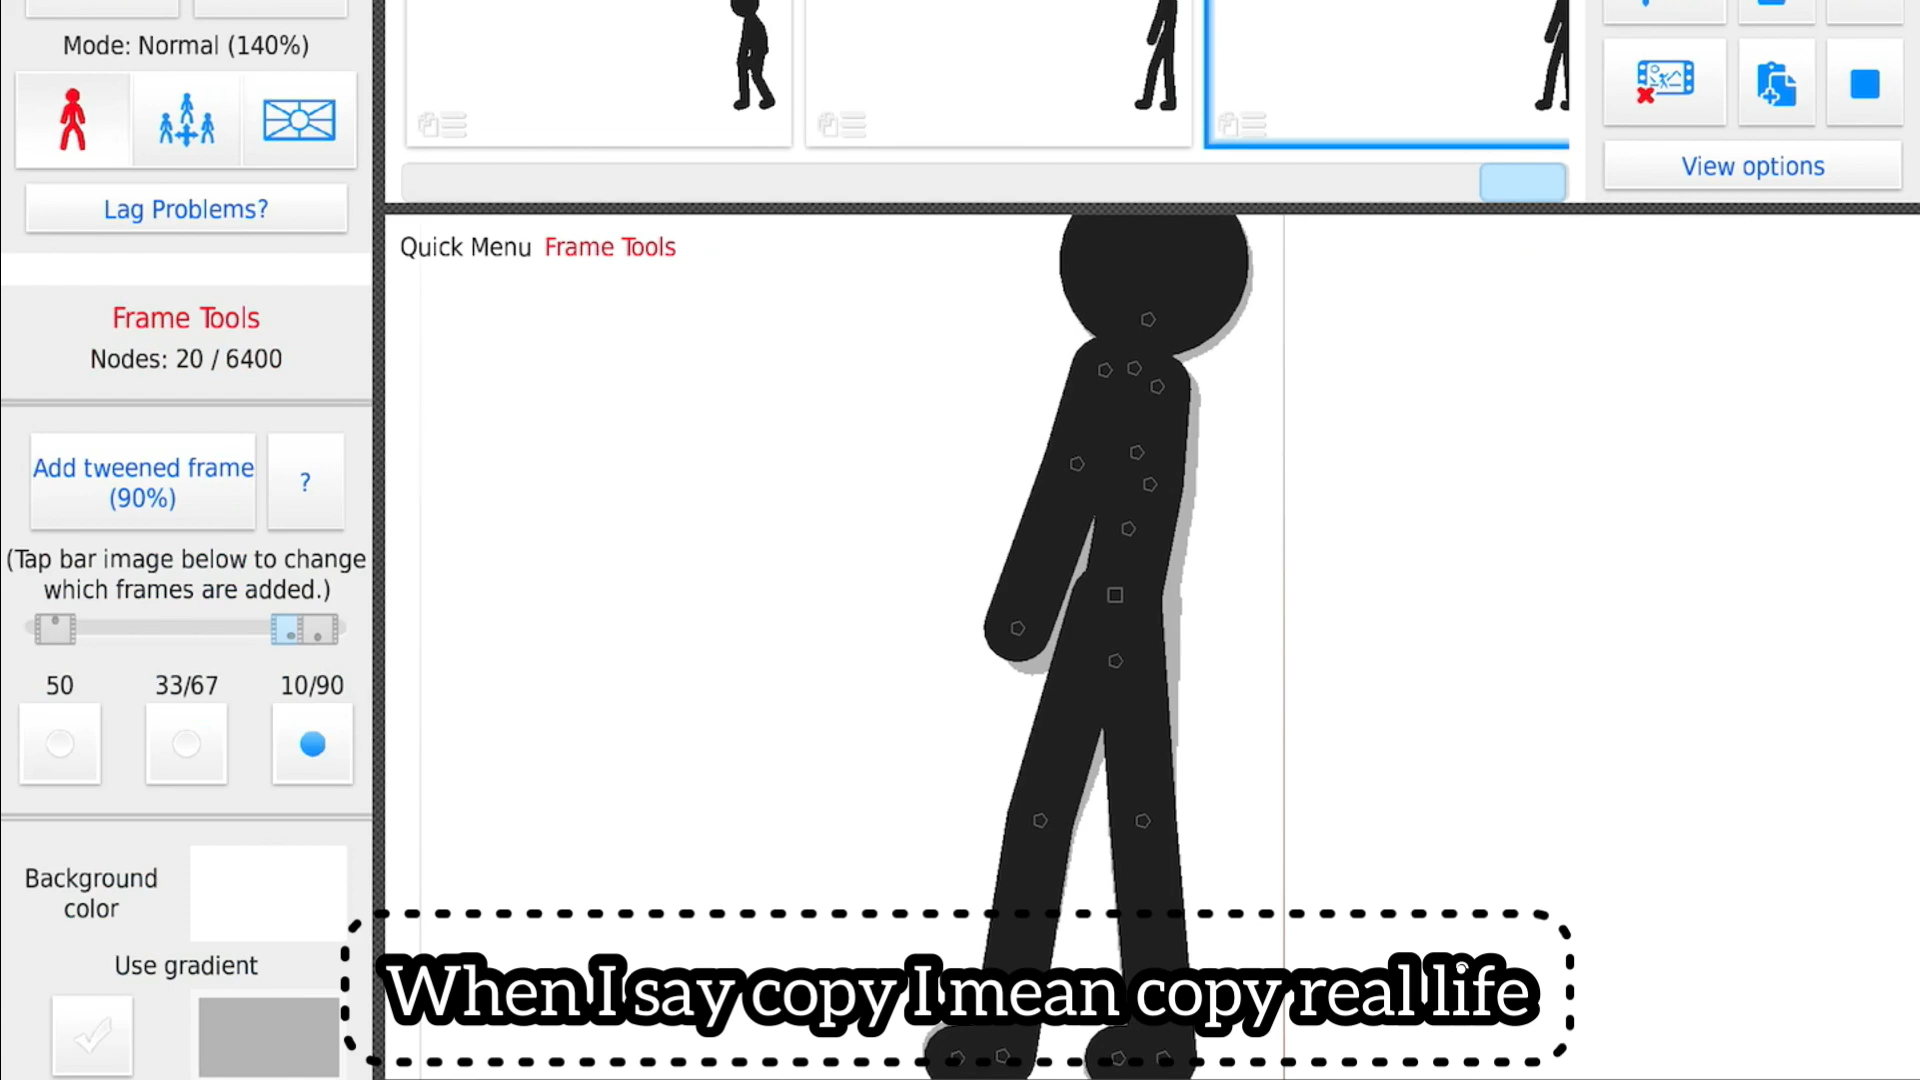 Mode: Normal (140%)
Lag Problems?
View options
Quick Menu Frame Tools
Frame Tools
Nodes: 20 / 6400
Add tweened frame
(90%)
?
(Tap bar image below to change
which frames are added.)
50 33/67 10/90
Background
color
Use gradient
When I say copy I mean copy real life